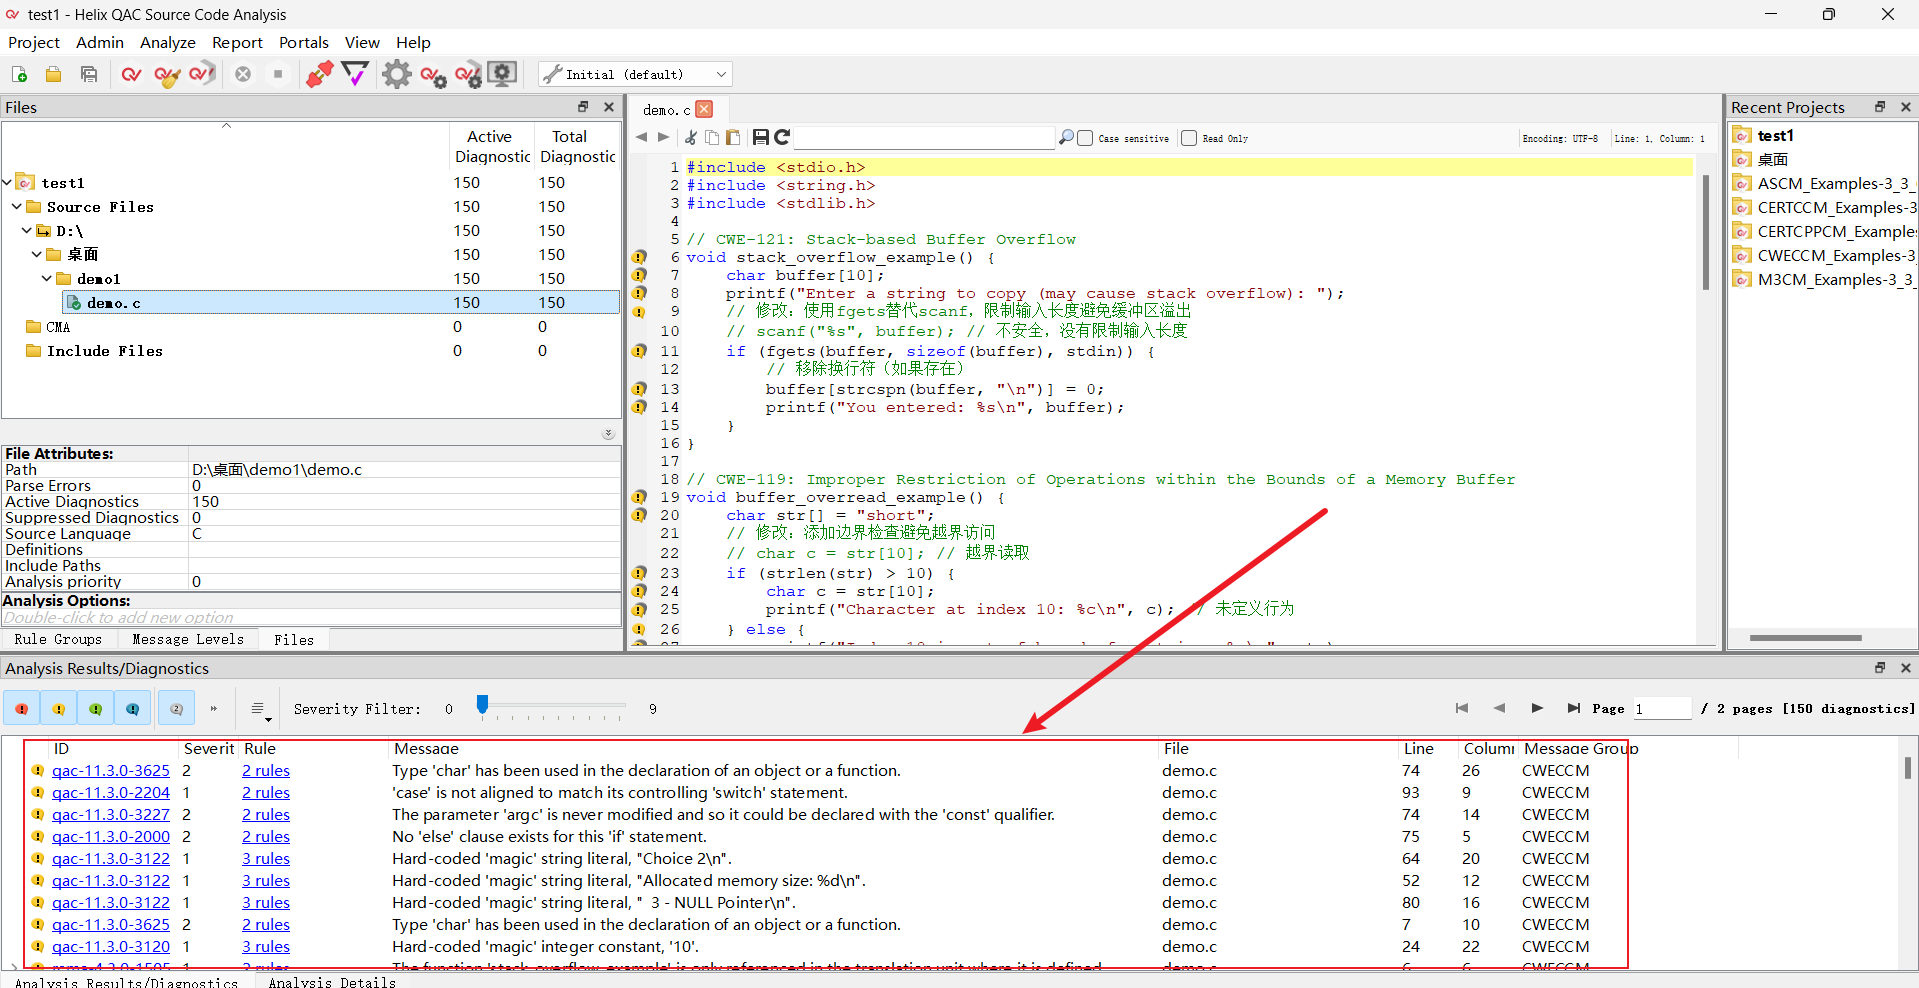 test1 - Helix QAC Source Code Analysis
Project Admin Analyze Report Portals View Help
Initial (default)
Files
Active Diagnostic Total Diagnostic
test1 150 150
Source Files 150 150
D:\ 150 150
桌面 150 150
demo1 150 150
demo.c 150 150
CMA 0 0
Include Files 0 0
File Attributes:
Path D:\桌面\demo1\demo.c
Parse Errors 0
Active Diagnostics 150
Suppressed Diagnostics 0
Source Language C
Definitions
Include Paths
Analysis priority 0
Analysis Options:
Double-click to add new option
Rule Groups Message Levels Files
demo.c
Case sensitive Read Only Encoding: UTF-8 Line: 1, Column: 1
1 #include <stdio.h>
2 #include <string.h>
3 #include <stdlib.h>
4
5 // CWE-121: Stack-based Buffer Overflow
6 void stack_overflow_example() {
7 char buffer[10];
8 printf("Enter a string to copy (may cause stack overflow): ");
9 // 修改: 使用fgets替代scanf, 限制输入长度避免缓冲区溢出
10 // scanf("%s", buffer); // 不安全, 没有限制输入长度
11 if (fgets(buffer, sizeof(buffer), stdin)) {
12 // 移除换行符 (如果存在)
13 buffer[strcspn(buffer, "\n")] = 0;
14 printf("You entered: %s\n", buffer);
15 }
16 }
17
18 // CWE-119: Improper Restriction of Operations within the Bounds of a Memory Buffer
19 void buffer_overread_example() {
20 char str[] = "short";
21 // 修改: 添加边界检查避免越界访问
22 // char c = str[10]; // 越界读取
23 if (strlen(str) > 10) {
24 char c = str[10];
25 printf("Character at index 10: %c\n", c); // 未定义行为
26 } else {
Recent Projects
test1
桌面
ASCM_Examples-3_3_
CERTCCM_Examples-3
CERTCPPCM_Example
CWECCM_Examples-3_
M3CM_Examples-3_3_
Analysis Results/Diagnostics
Severity Filter: 0 9 Page 1 / 2 pages [150 diagnostics]
ID Severit Rule Message File Line Column Message Group
qac-11.3.0-3625 2 2 rules Type 'char' has been used in the declaration of an object or a function. demo.c 74 26 CWECCM
qac-11.3.0-2204 1 2 rules 'case' is not aligned to match its controlling 'switch' statement. demo.c 93 9 CWECCM
qac-11.3.0-3227 2 2 rules The parameter 'argc' is never modified and so it could be declared with the 'const' qualifier. demo.c 74 14 CWECCM
qac-11.3.0-2000 2 2 rules No 'else' clause exists for this 'if' statement. demo.c 75 5 CWECCM
qac-11.3.0-3122 1 3 rules Hard-coded 'magic' string literal, "Choice 2\n". demo.c 64 20 CWECCM
qac-11.3.0-3122 1 3 rules Hard-coded 'magic' string literal, "Allocated memory size: %d\n". demo.c 52 12 CWECCM
qac-11.3.0-3122 1 3 rules Hard-coded 'magic' string literal, " 3 - NULL Pointer\n". demo.c 80 16 CWECCM
qac-11.3.0-3625 2 2 rules Type 'char' has been used in the declaration of an object or a function. demo.c 7 10 CWECCM
qac-11.3.0-3120 1 3 rules Hard-coded 'magic' integer constant, '10'. demo.c 24 22 CWECCM
1 2 rules The function 'stack_overflow_example' is only referenced in the translation unit where it is defined. demo.c 6 6 CWECCM
Analysis Results/Diagnostics Analysis Details